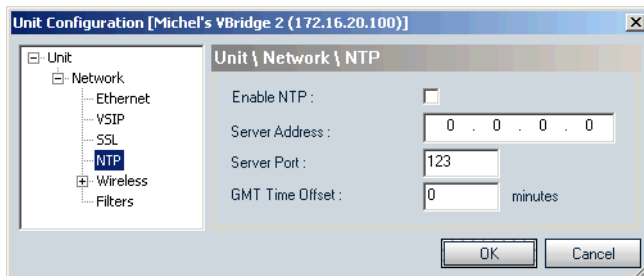 Unit Configuration [Michel's VBridge 2 (172.16.20.100)]
Unit
Network
Ethernet
VSIP
SSL
NTP
Wireless
Filters
Unit \ Network \ NTP
Enable NTP :
Server Address : 0 . 0 . 0 . 0
Server Port : 123
GMT Time Offset : 0 minutes
OK Cancel